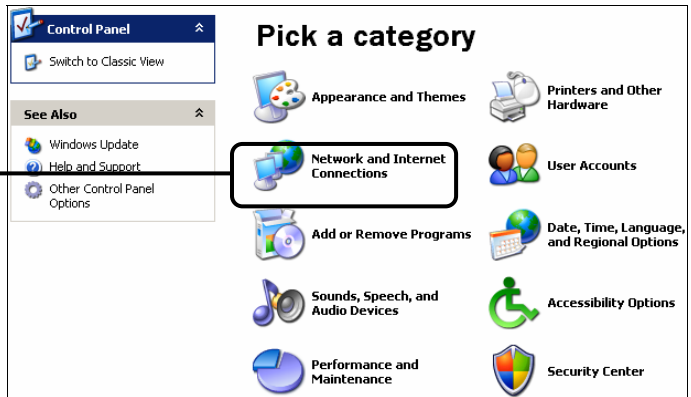 Control Panel
Switch to Classic View
See Also
Windows Update
Help and Support
Other Control Panel
Options
Pick a category
Appearance and Themes
Printers and Other
Hardware
Network and Internet
Connections
User Accounts
Add or Remove Programs
Date, Time, Language,
and Regional Options
Sounds, Speech, and
Audio Devices
Accessibility Options
Performance and
Maintenance
Security Center